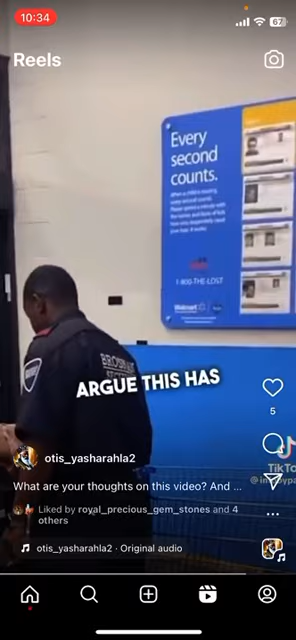 10:34
67
Reels
Every
second
counts.
1-800-THE-LOST
Walmart
ARGUE THIS HAS
5
TikTok
otis_yasharahla2
What are your thoughts on this video? And ...
Liked by royal_precious_gem_stones and 4
others
otis_yasharahla2 · Original audio